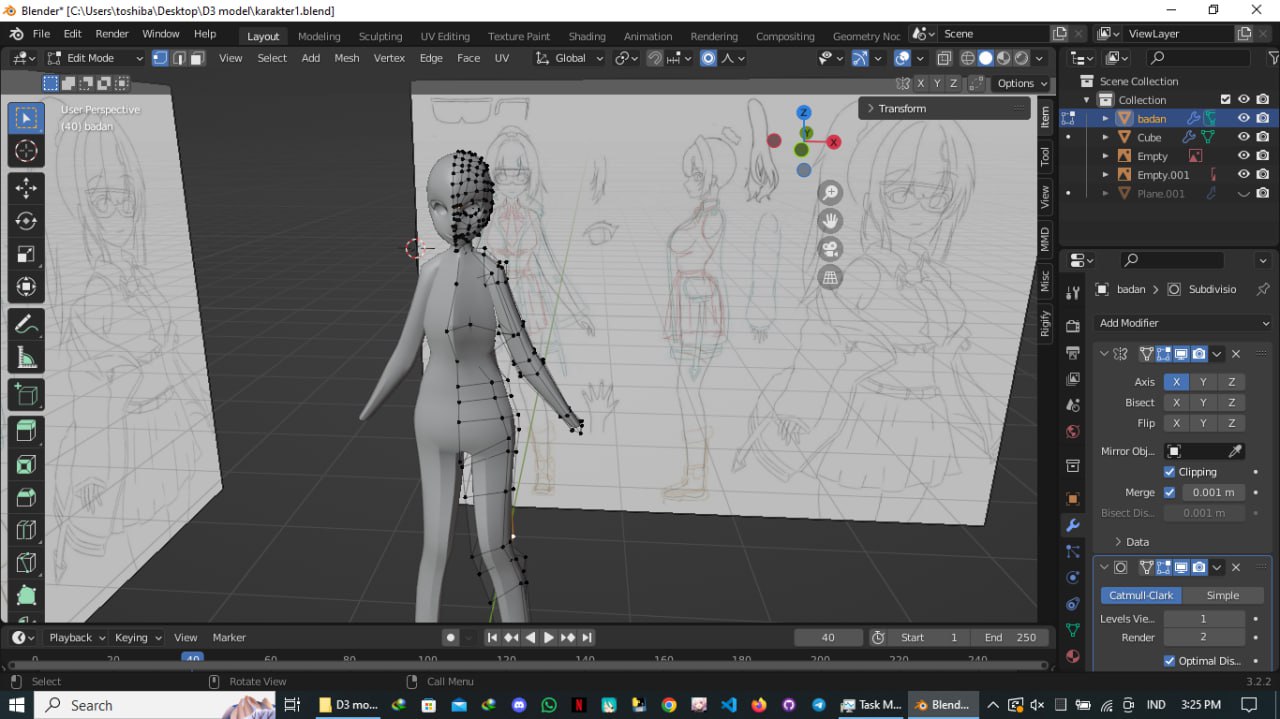 Blender* [C:\Users\toshiba\Desktop\D3 model\karakter1.blend]
File Edit Render Window Help Layout Modeling Sculpting UV Editing Texture Paint Shading Animation Rendering Compositing Geometry Noc Scene ViewLayer
Edit Mode View Select Add Mesh Vertex Edge Face UV Global
X Y Z Options
User Perspective
(40) badan
Transform
Z
Y
X
Item
Tool
View
MMD
Misc
Rigify
Scene Collection
Collection
badan
Cube
Empty
Empty.001
Plane.001
badan > Subdivisio
Add Modifier
Axis X Y Z
Bisect X Y Z
Flip X Y Z
Mirror Obj...
Clipping
Merge 0.001 m
Bisect Dis... 0.001 m
Data
Catmull-Clark Simple
Levels Vie... 1
Render 2
Optimal Dis...
Playback Keying View Marker 40 Start 1 End 250
0 20 40 60 80 100 120 140 160 180 200 220 240
Select Rotate View Call Menu 3.2.2
Search D3 mo... Task M... Blend... IND 3:25 PM